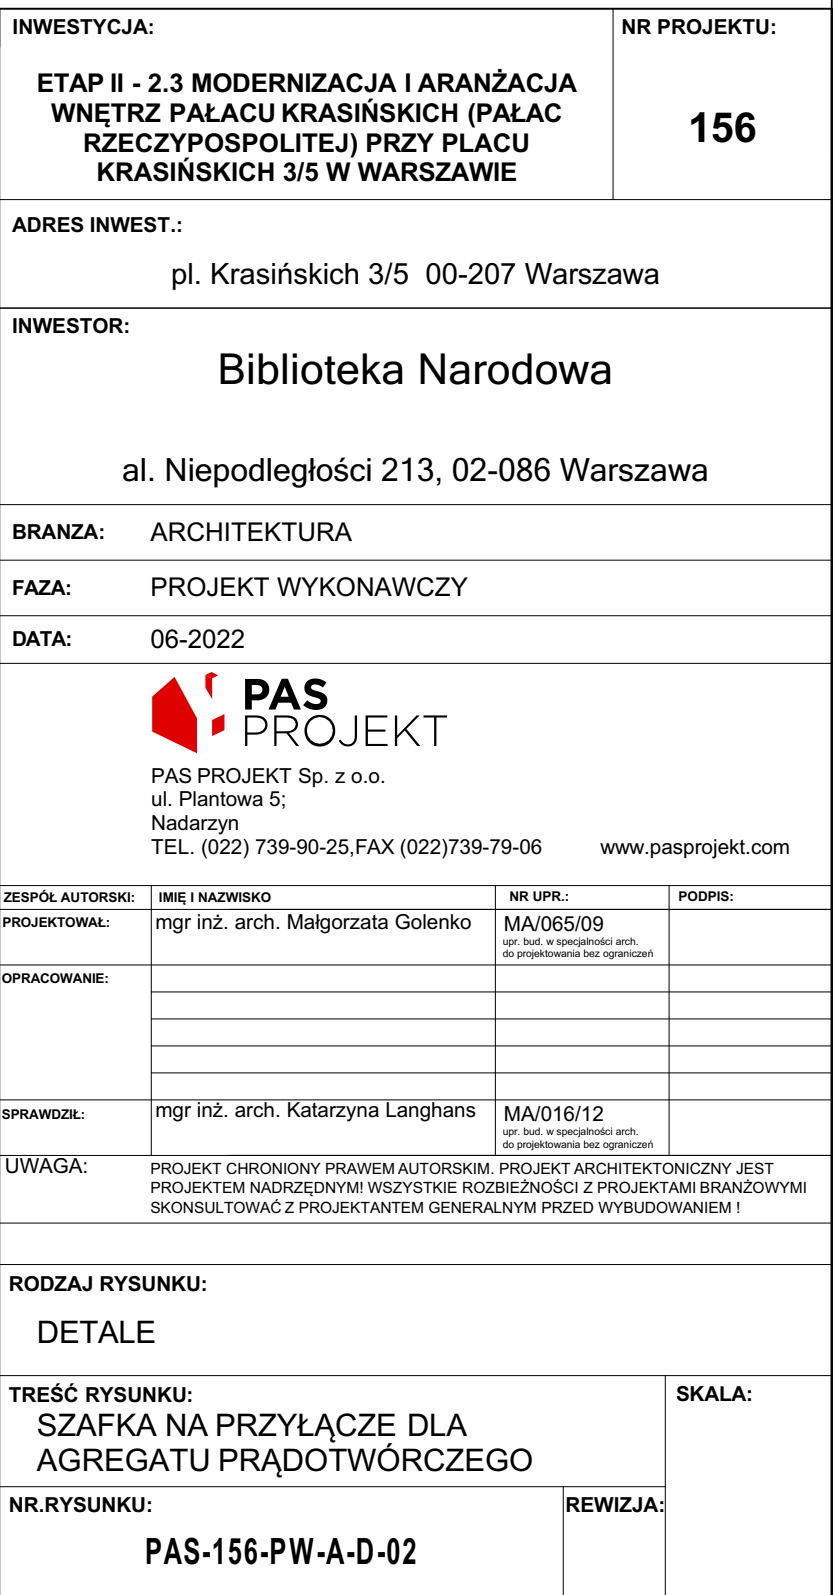 INWESTYCJA:
NR PROJEKTU:
ETAP II - 2.3 MODERNIZACJA I ARANŻACJA
WNĘTRZ PAŁACU KRASIŃSKICH (PAŁAC
RZECZYPOSPOLITEJ) PRZY PLACU
KRASIŃSKICH 3/5 W WARSZAWIE
156
ADRES INWEST.:
pl. Krasińskich 3/5 00-207 Warszawa
INWESTOR:
Biblioteka Narodowa
al. Niepodległości 213, 02-086 Warszawa
BRANZA: ARCHITEKTURA
FAZA: PROJEKT WYKONAWCZY
DATA: 06-2022
PAS
PROJEKT
PAS PROJEKT Sp. z o.o.
ul. Plantowa 5;
Nadarzyn
TEL. (022) 739-90-25,FAX (022)739-79-06 www.pasprojekt.com
ZESPÓŁ AUTORSKI: IMIĘ I NAZWISKO NR UPR.: PODPIS:
PROJEKTOWAŁ: mgr inż. arch. Małgorzata Golenko MA/065/09
upr. bud. w specjalności arch.
do projektowania bez ograniczeń
OPRACOWANIE:
SPRAWDZIŁ: mgr inż. arch. Katarzyna Langhans MA/016/12
upr. bud. w specjalności arch.
do projektowania bez ograniczeń
UWAGA: PROJEKT CHRONIONY PRAWEM AUTORSKIM. PROJEKT ARCHITEKTONICZNY JEST
PROJEKTEM NADRZĘDNYM! WSZYSTKIE ROZBIEŻNOŚCI Z PROJEKTAMI BRANŻOWYMI
SKONSULTOWAĆ Z PROJEKTANTEM GENERALNYM PRZED WYBUDOWANIEM !
RODZAJ RYSUNKU:
DETALE
TREŚĆ RYSUNKU:
SKALA:
SZAFKA NA PRZYŁĄCZE DLA
AGREGATU PRĄDOTWÓRCZEGO
NR.RYSUNKU:
REWIZJA:
PAS-156-PW-A-D-02